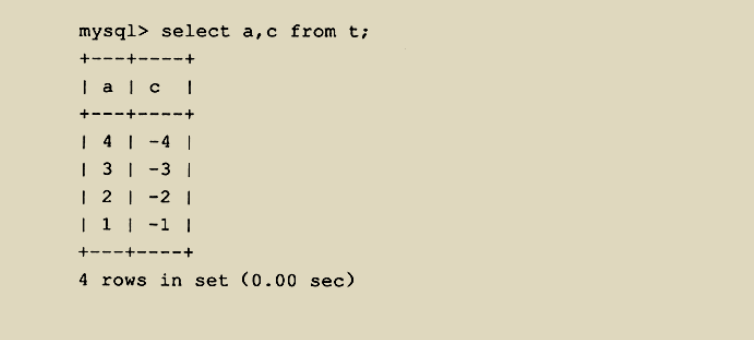 mysql> select a,c from t;
+---+----+
| a | c  |
+---+----+
| 4 | -4 |
| 3 | -3 |
| 2 | -2 |
| 1 | -1 |
+---+----+
4 rows in set (0.00 sec)